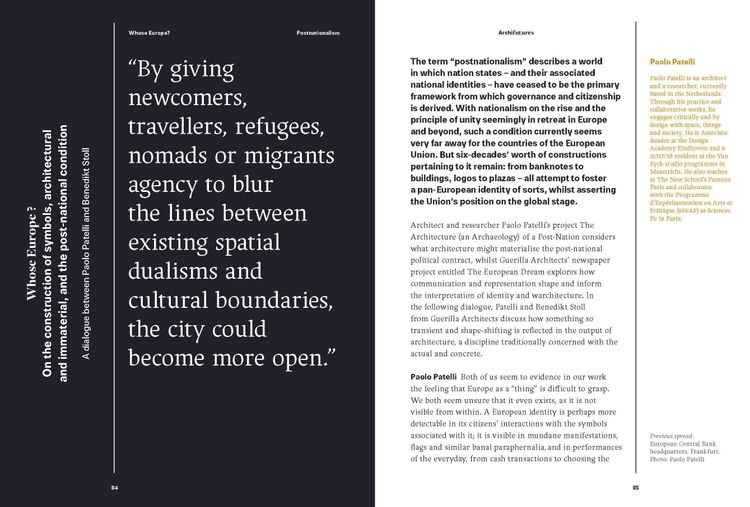 Whose Europe?
Postnationalism
Whose Europe?
On the construction of symbols, architectural
and immaterial, and the post-national condition
A dialogue between Paolo Patelli and Benedikt Stoll
“By giving
newcomers,
travellers, refugees,
nomads or migrants
agency to blur
the lines between
existing spatial
dualisms and
cultural boundaries,
the city could
become more open.”
84
Archifutures
The term “postnationalism” describes a world
in which nation states – and their associated
national identities – have ceased to be the primary
framework from which governance and citizenship
is derived. With nationalism on the rise and the
principle of unity seemingly in retreat in Europe
and beyond, such a condition currently seems
very far away for the countries of the European
Union. But six-decades’ worth of constructions
pertaining to it remain: from banknotes to
buildings, logos to plazas – all attempt to foster
a pan-European identity of sorts, whilst asserting
the Union’s position on the global stage.
Architect and researcher Paolo Patelli’s project The
Architecture (an Archaeology) of a Post-Nation considers
what architecture might materialise the post-national
political contract, whilst Guerilla Architects’ newspaper
project entitled The European Dream explores how
communication and representation shape and inform
the interpretation of identity and warchitecture. In
the following dialogue, Patelli and Benedikt Stoll
from Guerilla Architects discuss how something so
transient and shape-shifting is reflected in the output of
architecture, a discipline traditionally concerned with the
actual and concrete.
Paolo Patelli Both of us seem to evidence in our work
the feeling that Europe as a “thing” is difficult to grasp.
We both seem unsure that it even exists, as it is not
visible from within. A European identity is perhaps more
detectable in its citizens’ interactions with the symbols
associated with it; it is visible in mundane manifestations,
flags and similar banal paraphernalia, and in performances
of the everyday, from cash transactions to choosing the
Paolo Patelli
Paolo Patelli is an architect
and a researcher, currently
based in the Netherlands.
Through his practice and
collaborative works, he
engages critically and by
design with space, things
and society. He is Associate
Reader at the Design
Academy Eindhoven and a
2017/18 resident at the Van
Eyck studio programme in
Maastricht. He also teaches
at The New School’s Parsons
Paris and collaborates
with the Programme
d’Expérimentation en Arts et
Politique (SPEAP) at Sciences
Po in Paris.
Previous spread:
European Central Bank
headquarters, Frankfurt.
Photo: Paolo Patelli
85